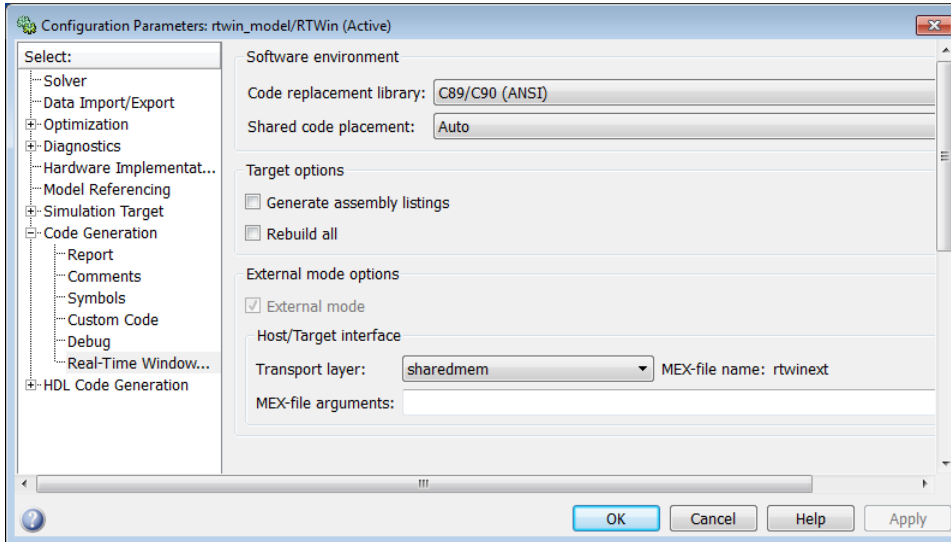 Configuration Parameters: rtwin_model/RTWin (Active)
Select:
Solver
Data Import/Export
Optimization
Diagnostics
Hardware Implementat...
Model Referencing
Simulation Target
Code Generation
Report
Comments
Symbols
Custom Code
Debug
Real-Time Window...
HDL Code Generation
Software environment
Code replacement library: C89/C90 (ANSI)
Shared code placement: Auto
Target options
Generate assembly listings
Rebuild all
External mode options
External mode
Host/Target interface
Transport layer: sharedmem MEX-file name: rtwinext
MEX-file arguments:
OK Cancel Help Apply